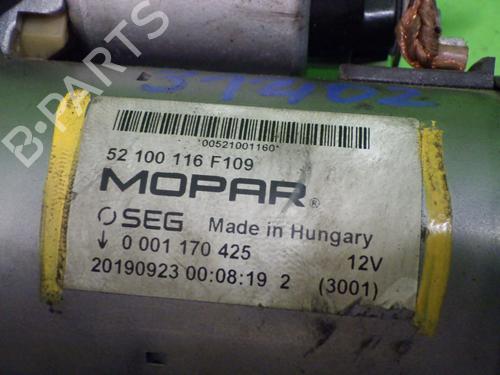 B-PARTS
31402
*00521001160*
52 100 116 F109
MOPAR®
SEG Made in Hungary
↓ 0 001 170 425 12V
20190923 00:08:19 2 (3001)